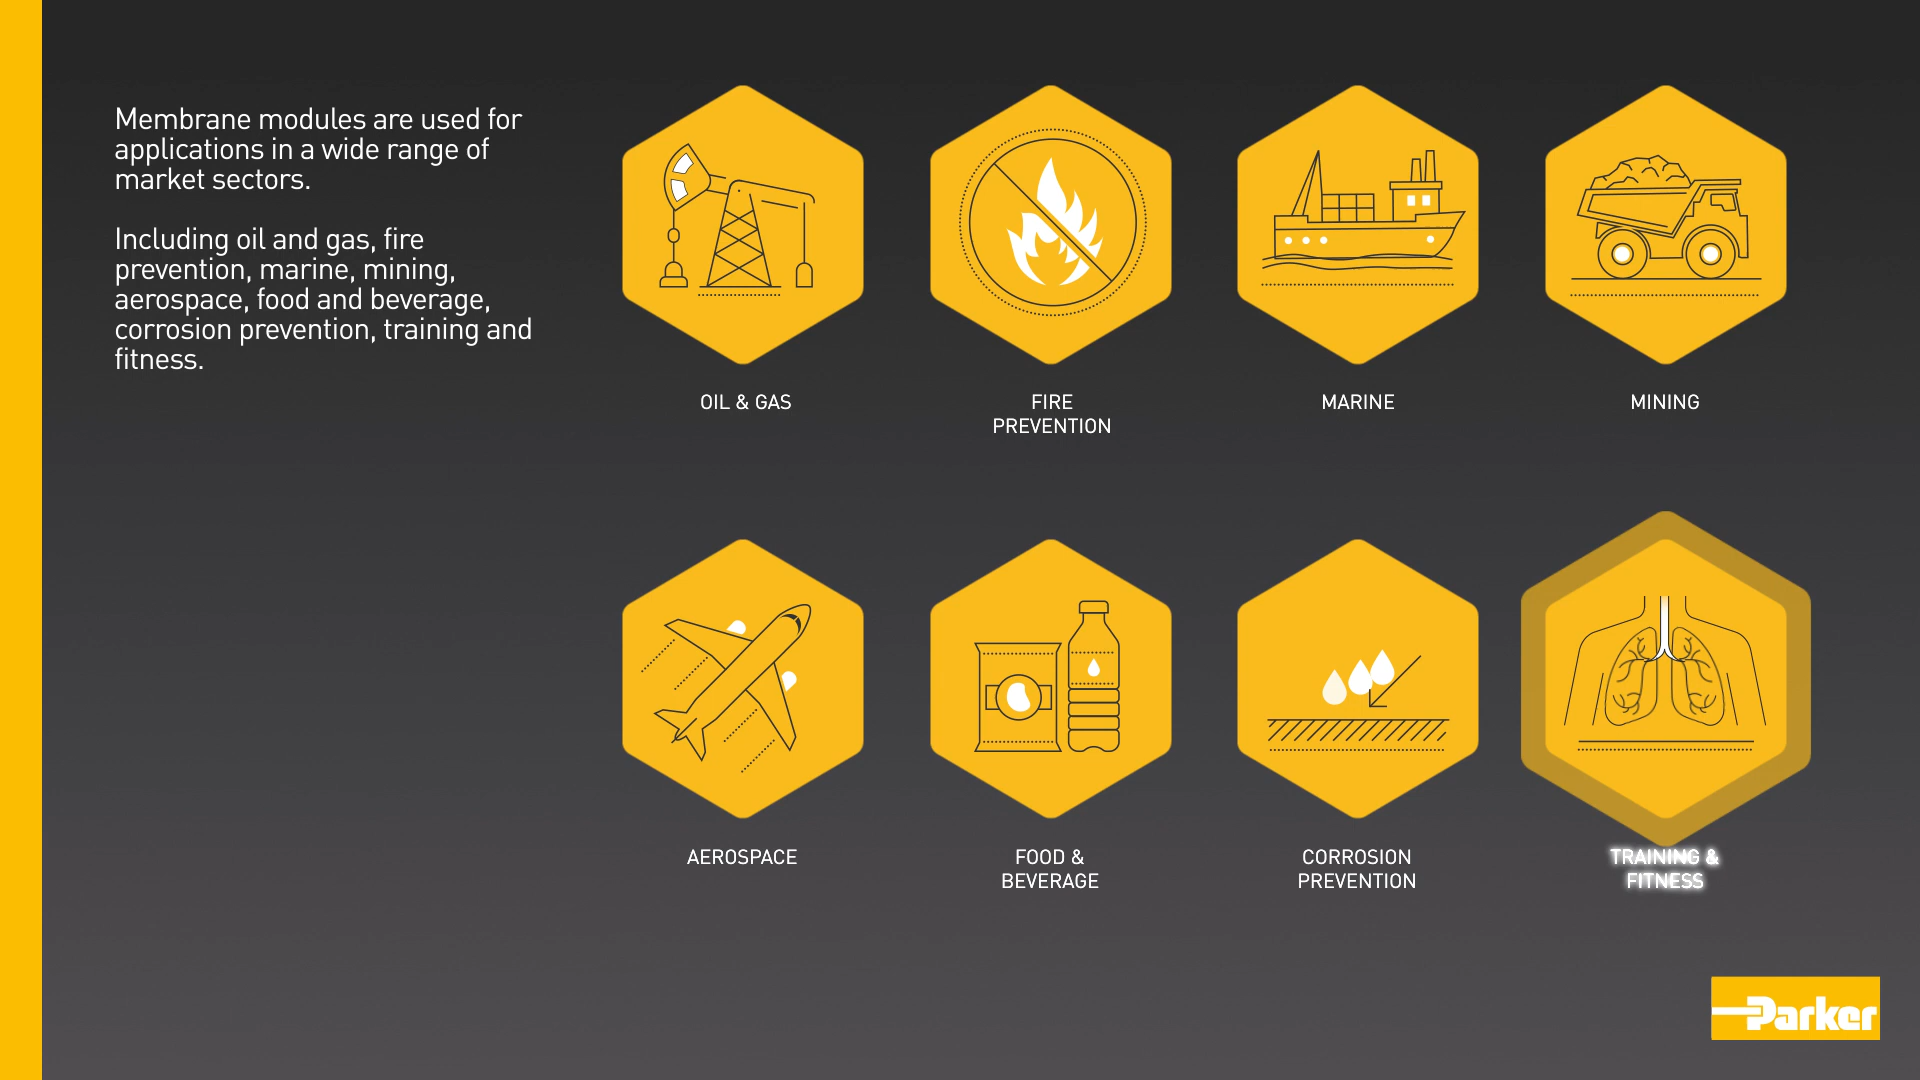 Membrane modules are used for
applications in a wide range of
market sectors.
Including oil and gas, fire
prevention, marine, mining,
aerospace, food and beverage,
corrosion prevention, training and
fitness.
OIL & GAS
FIRE
PREVENTION
MARINE
MINING
AEROSPACE
FOOD &
BEVERAGE
CORROSION
PREVENTION
TRAINING &
FITNESS
Parker